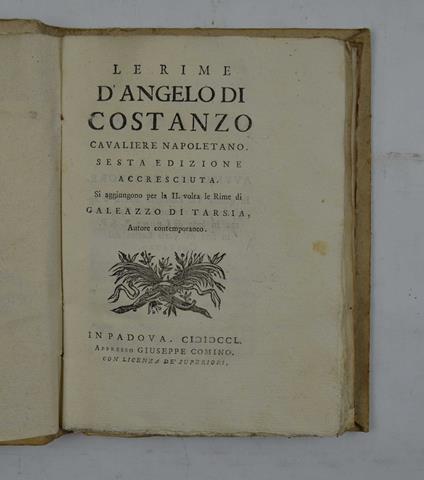 LE RIME
D'ANGELO DI
COSTANZO
CAVALIERE NAPOLETANO.
SESTA EDIZIONE
ACCRESCIUTA.
Si aggiungono per la II. volta le Rime di
GALEAZZO DI TARSIA,
Autore contemporaneo.
IN PADOVA. CIƆIƆCCL.
Appresso GIUSEPPE COMINO.
CON LICENZA DE' SUPERIORI.